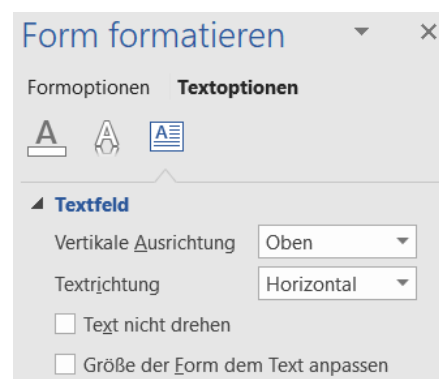 Form formatieren
Formoptionen Textoptionen
A A A
Textfeld
Vertikale Ausrichtung Oben
Textrichtung Horizontal
Text nicht drehen
Größe der Form dem Text anpassen